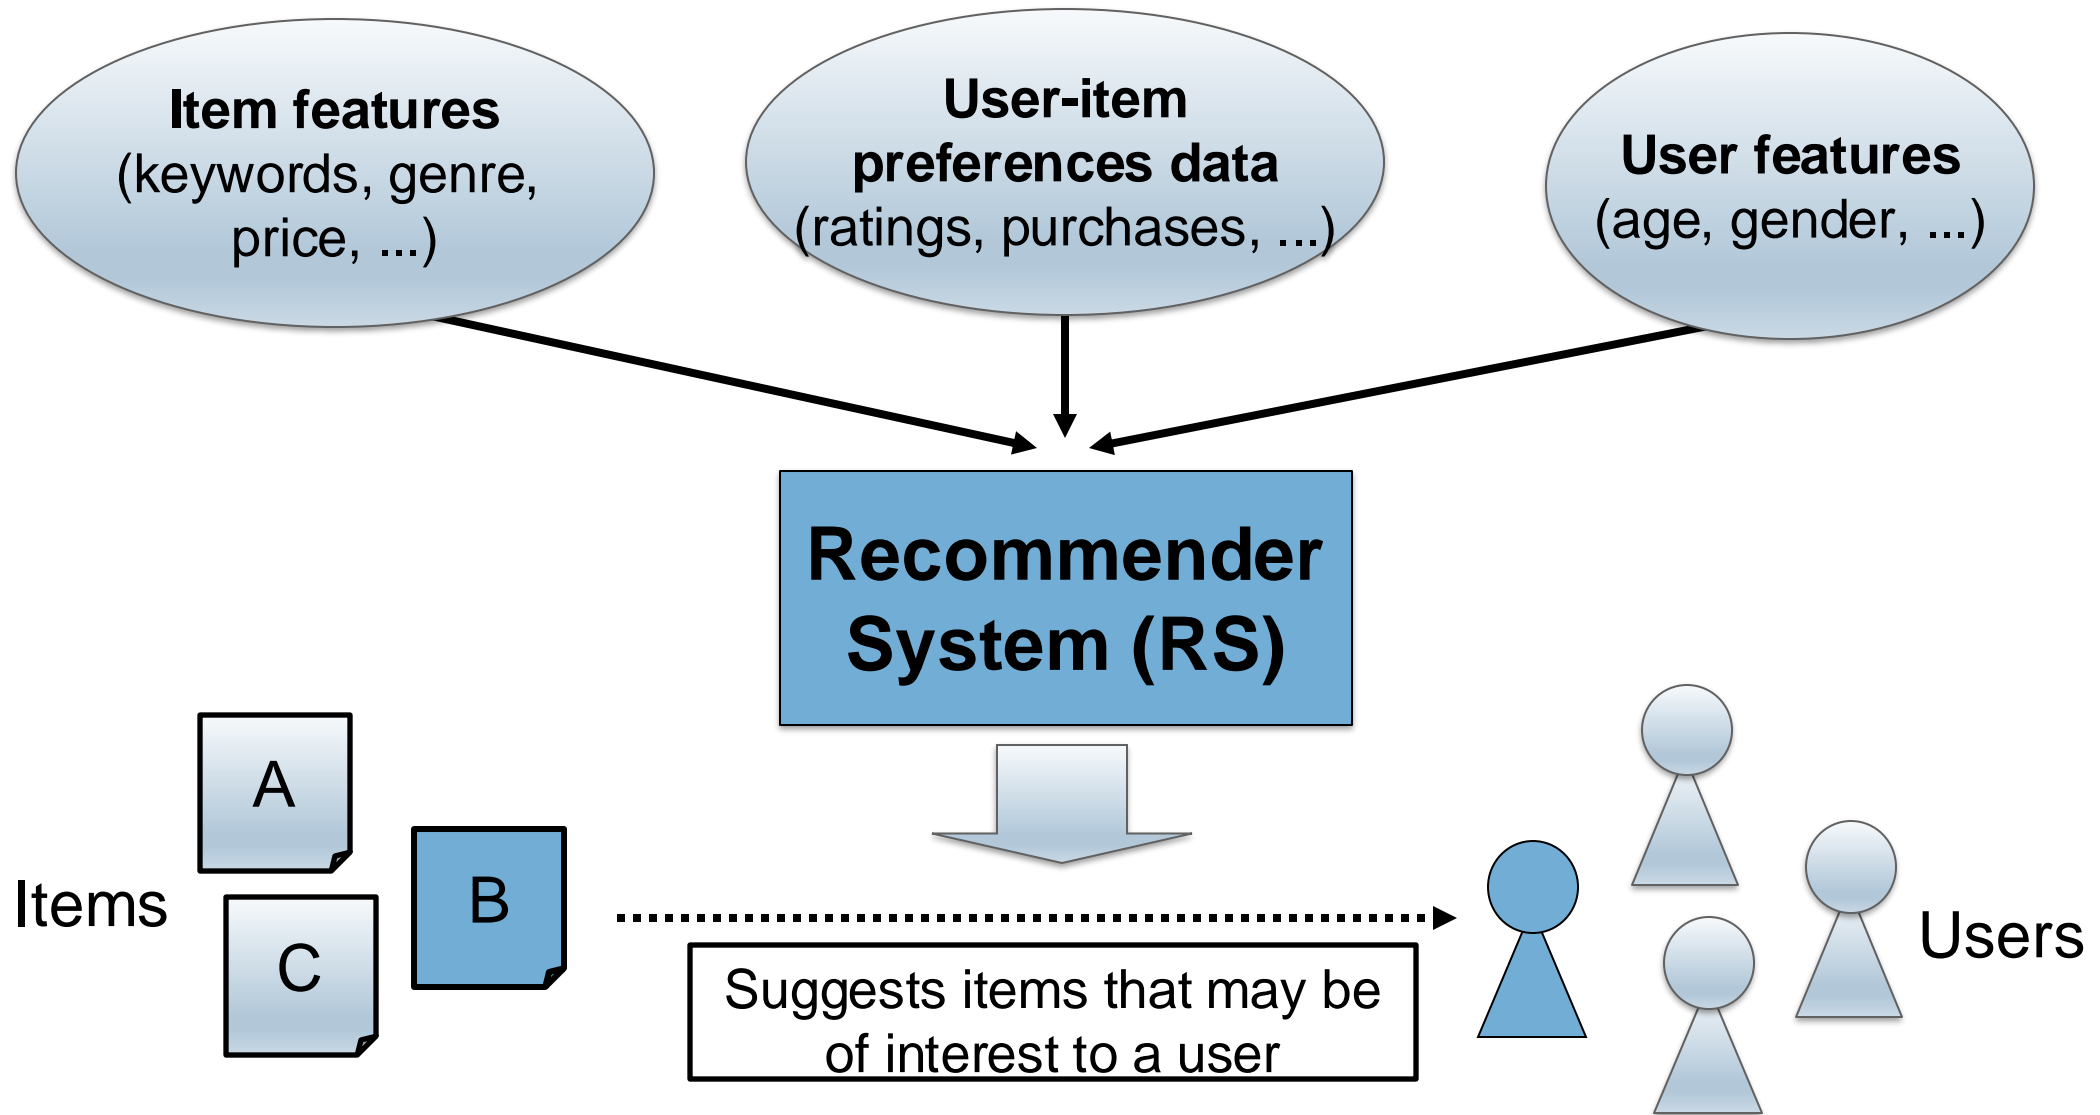 Item features
(keywords, genre,
price, ...)
User-item
preferences data
(ratings, purchases, ...)
User features
(age, gender, ...)
Recommender
System (RS)
Items
A
B
C
Suggests items that may be
of interest to a user
Users